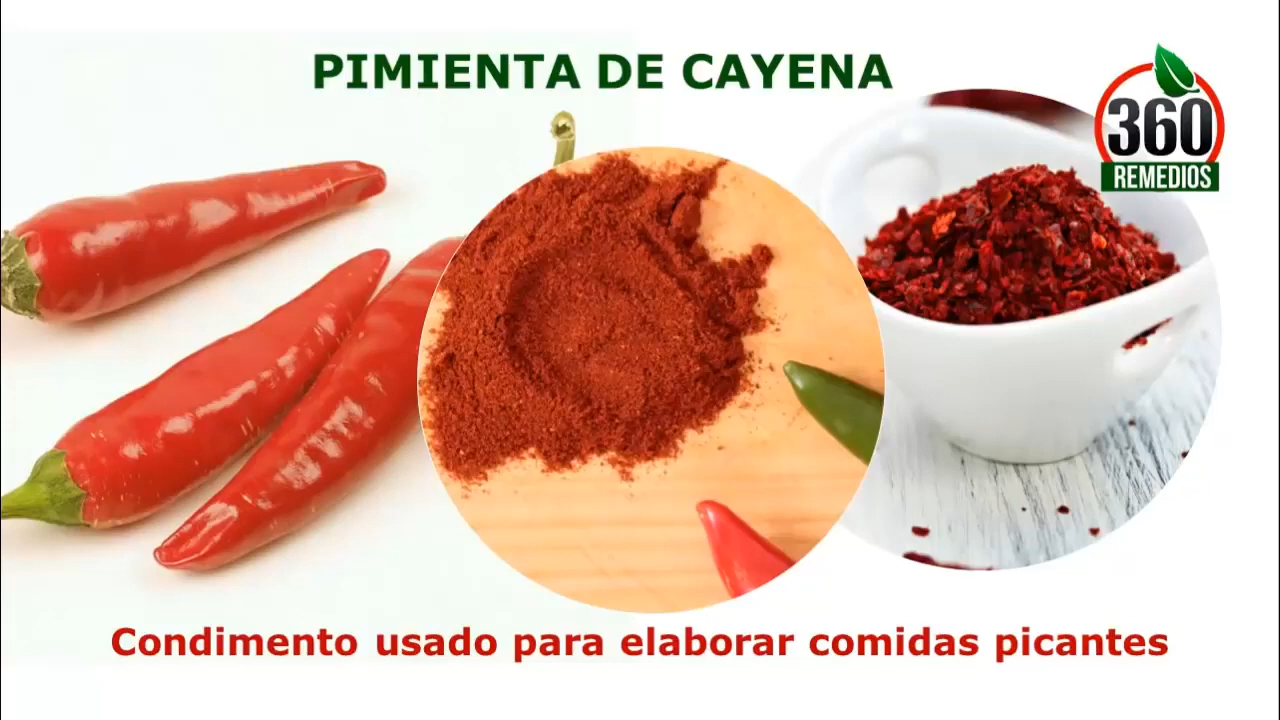 PIMIENTA DE CAYENA
360
REMEDIOS
Condimento usado para elaborar comidas picantes